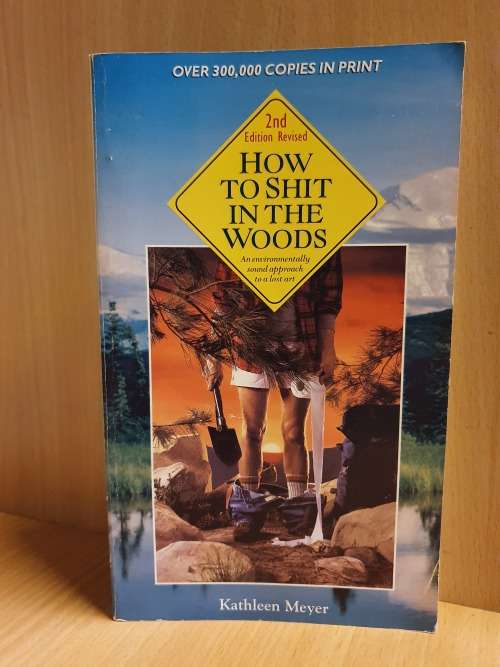 OVER 300,000 COPIES IN PRINT
2nd
Edition Revised
HOW
TO SHIT
IN THE
WOODS
An environmentally
sound approach
to a lost art
Kathleen Meyer